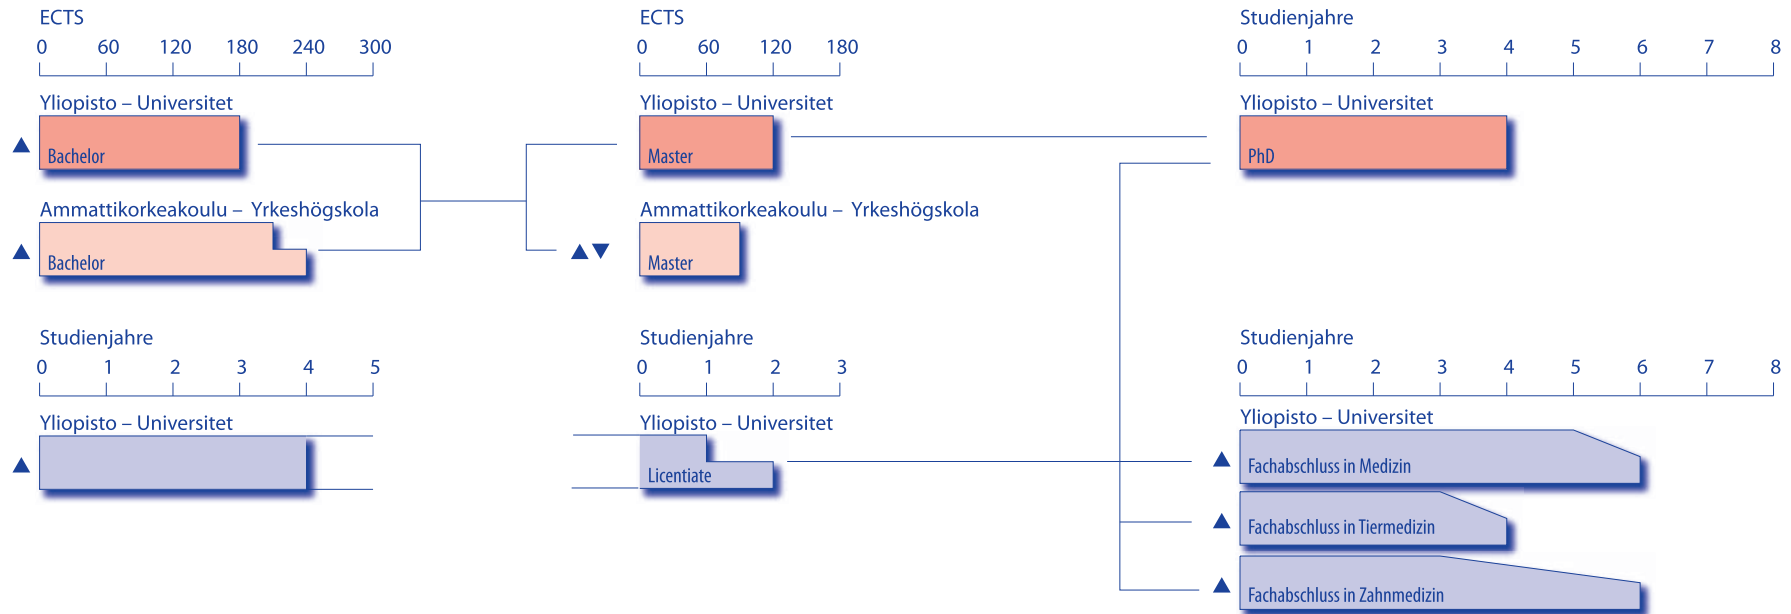 ECTS
0 60 120 180 240 300
Yliopisto – Universitet
Bachelor
Ammattikorkeakoulu – Yrkeshögskola
Bachelor
Studienjahre
0 1 2 3 4 5
Yliopisto – Universitet
ECTS
0 60 120 180
Yliopisto – Universitet
Master
Ammattikorkeakoulu – Yrkeshögskola
Master
Studienjahre
0 1 2 3
Yliopisto – Universitet
Licentiate
Studienjahre
0 1 2 3 4 5 6 7 8
Yliopisto – Universitet
PhD
Studienjahre
0 1 2 3 4 5 6 7 8
Yliopisto – Universitet
Fachabschluss in Medizin
Fachabschluss in Tiermedizin
Fachabschluss in Zahnmedizin